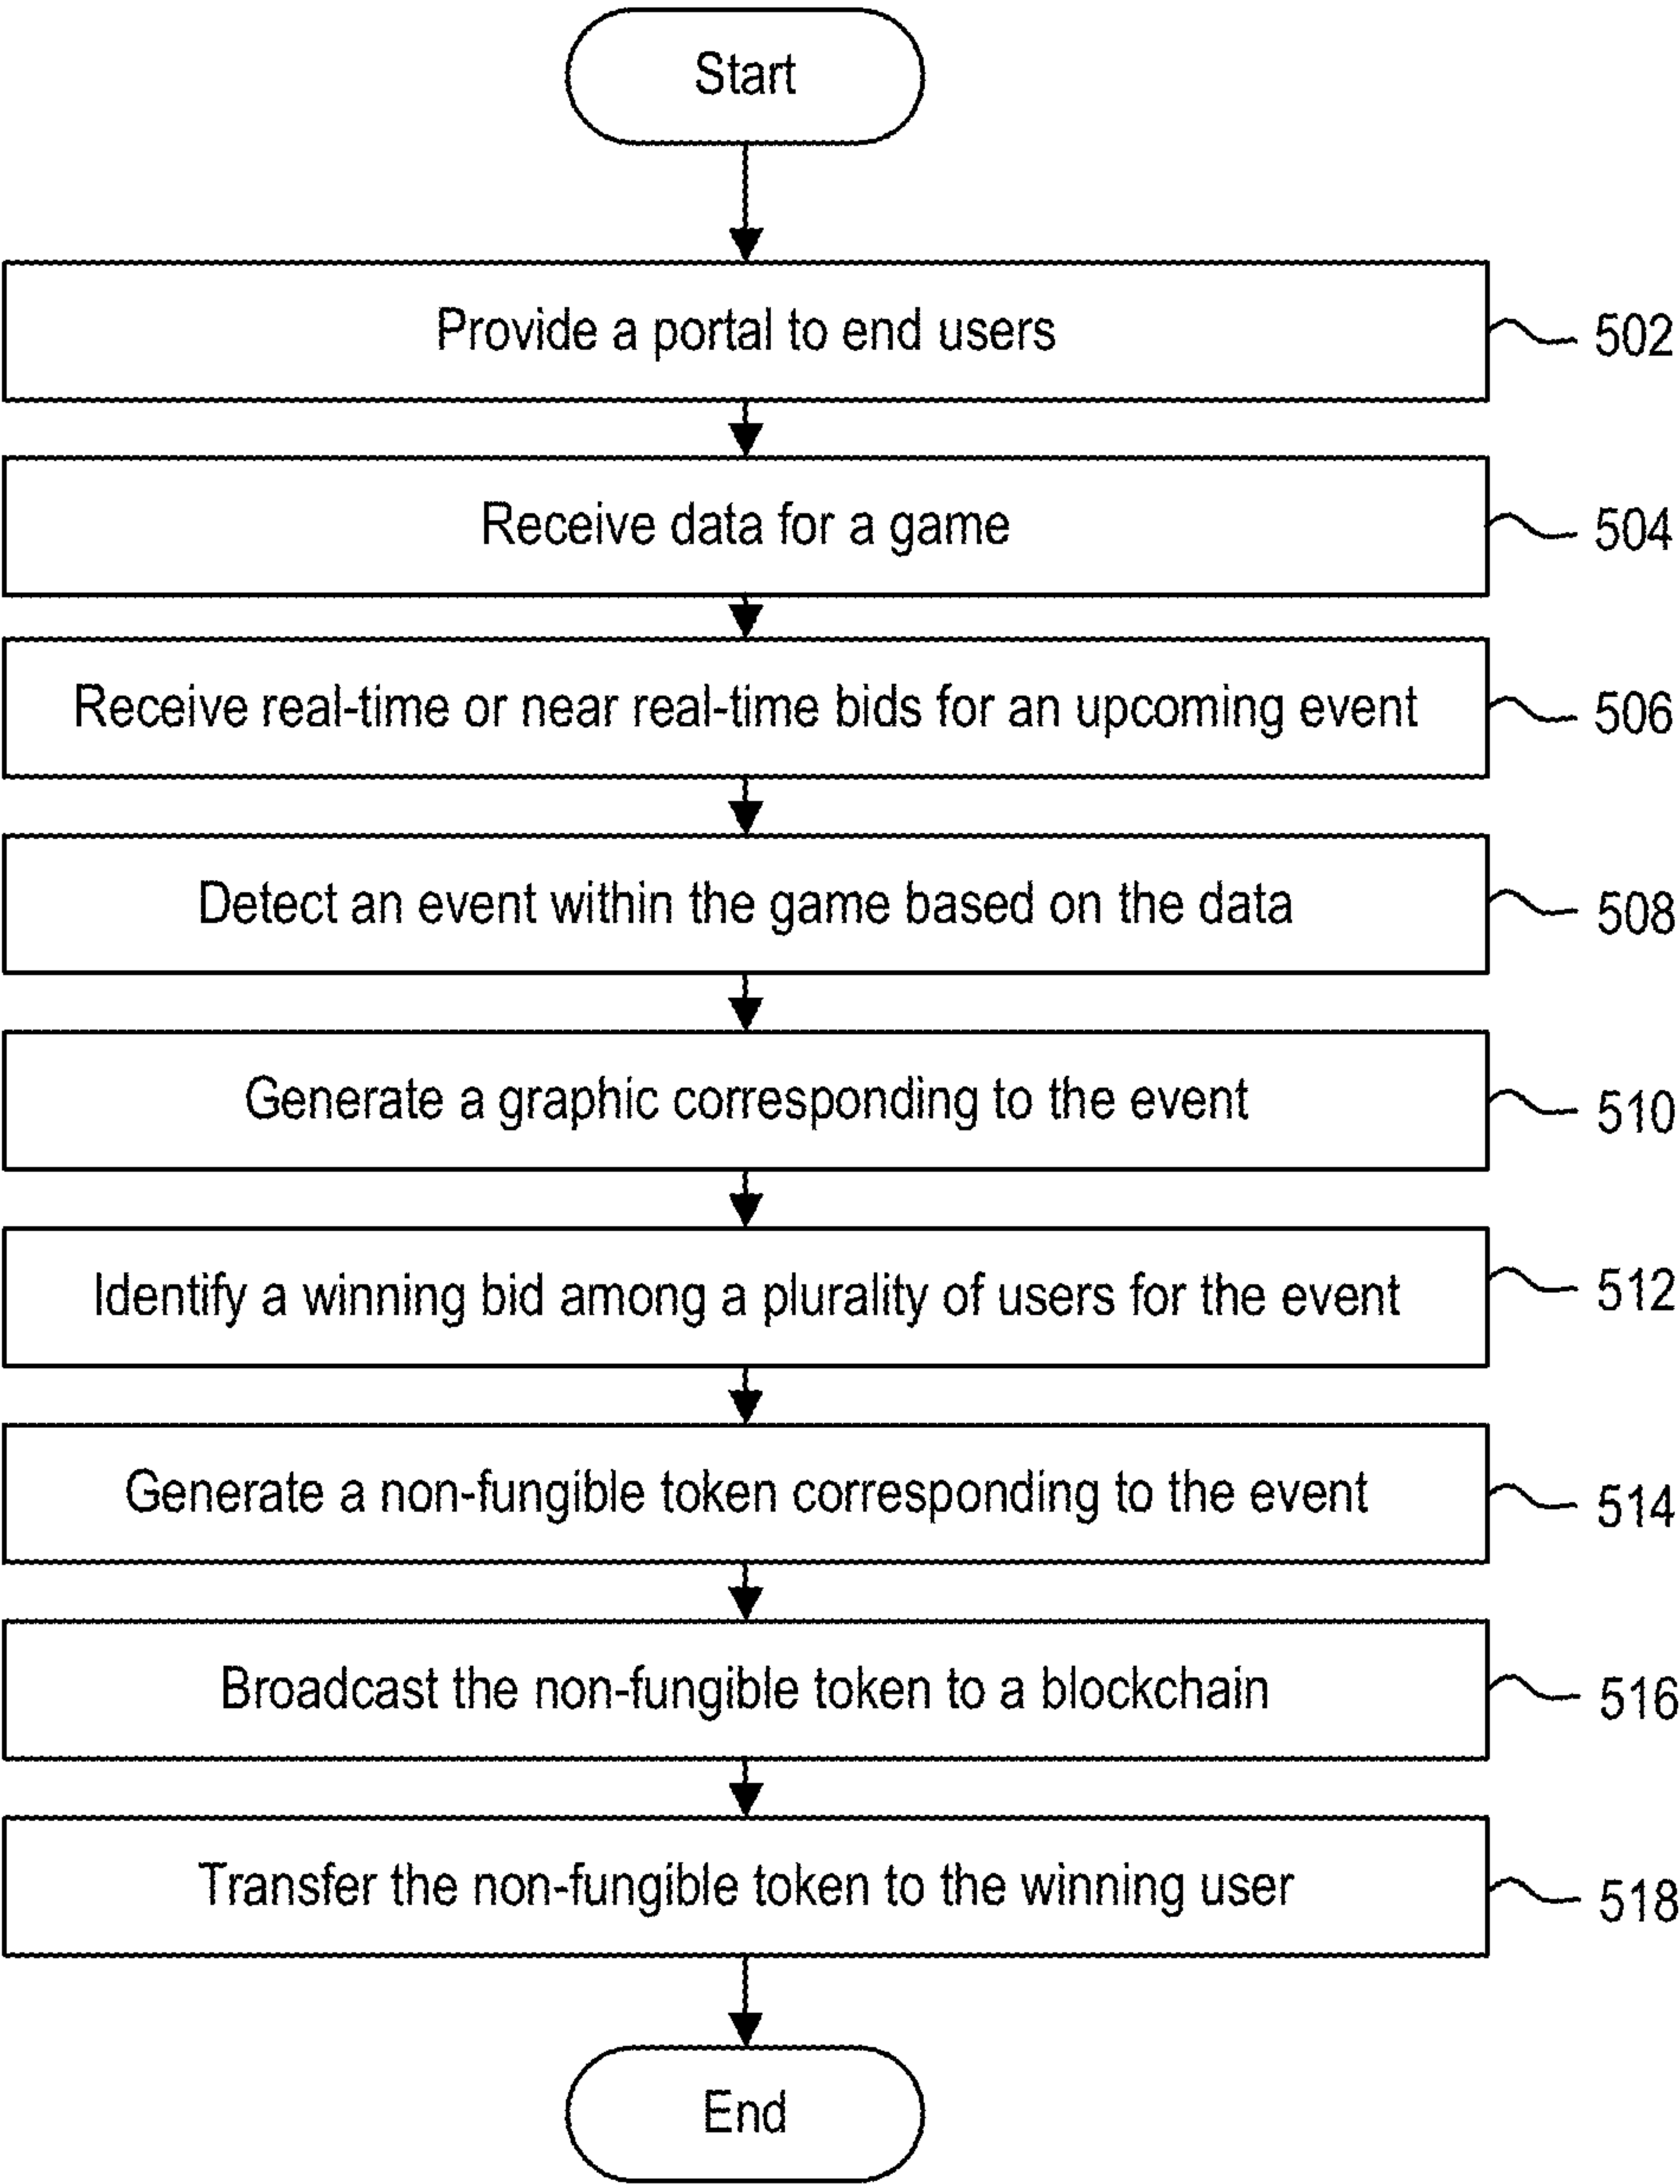 Start
Provide a portal to end users
502
Receive data for a game
504
Receive real-time or near real-time bids for an upcoming event
506
Detect an event within the game based on the data
508
Generate a graphic corresponding to the event
510
Identify a winning bid among a plurality of users for the event
512
Generate a non-fungible token corresponding to the event
514
Broadcast the non-fungible token to a blockchain
516
Transfer the non-fungible token to the winning user
518
End